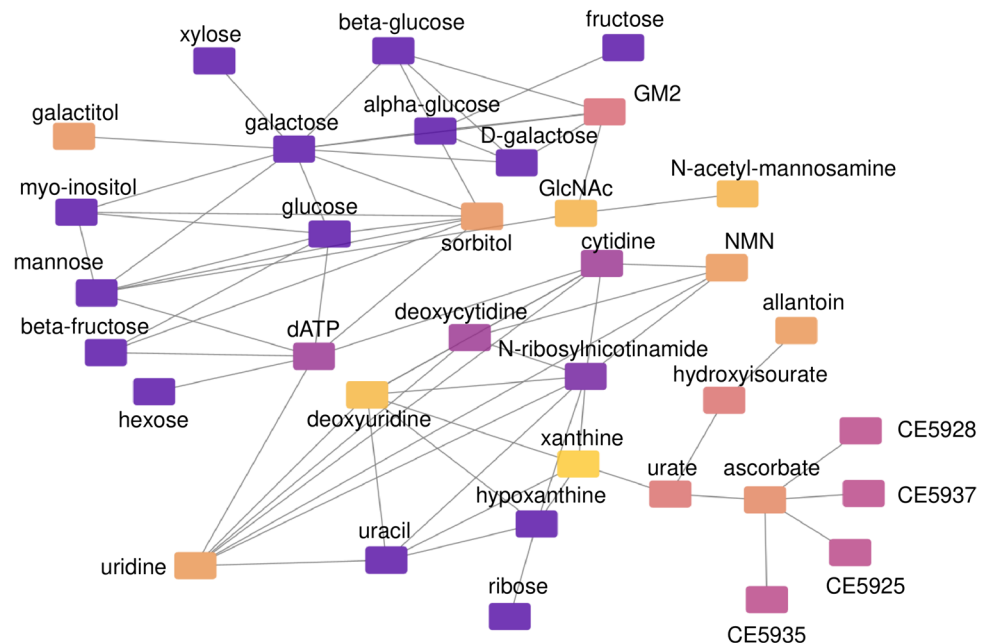 fructose
beta-glucose
xylose
GM2
alpha-glucose
galactitol
galactose
D-galactose
N-acetyl-mannosamine
myo-inositol
GlcNAc
glucose
sorbitol
cytidine
NMN
mannose
allantoin
deoxycytidine
beta-fructose
dATP
N-ribosylnicotinamide
hydroxyisourate
hexose
deoxyuridine
CE5928
xanthine
urate
ascorbate
CE5937
hypoxanthine
uracil
uridine
CE5925
ribose
CE5935